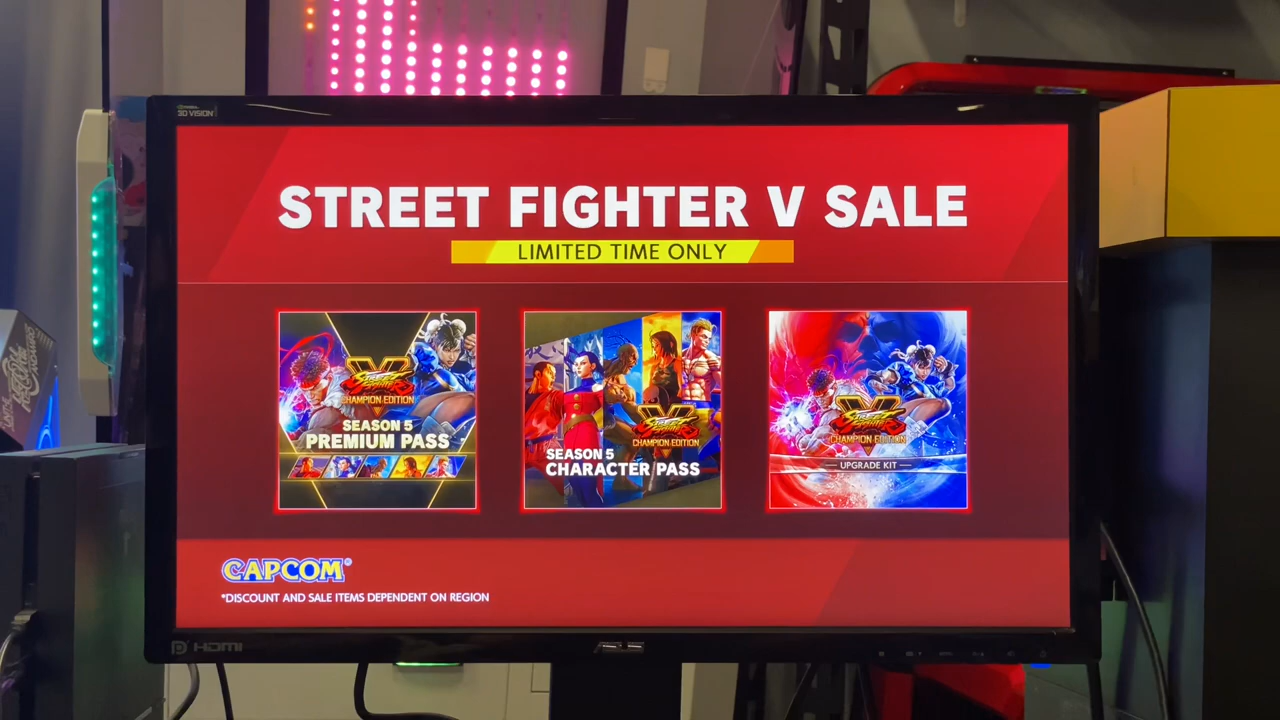 3D VISION
STREET FIGHTER V SALE
LIMITED TIME ONLY
STREET FIGHTER V
CHAMPION EDITION
SEASON 5
PREMIUM PASS
STREET FIGHTER V
CHAMPION EDITION
SEASON 5
CHARACTER PASS
STREET FIGHTER V
CHAMPION EDITION
UPGRADE KIT
CAPCOM®
*DISCOUNT AND SALE ITEMS DEPENDENT ON REGION
HDMI
ASUS